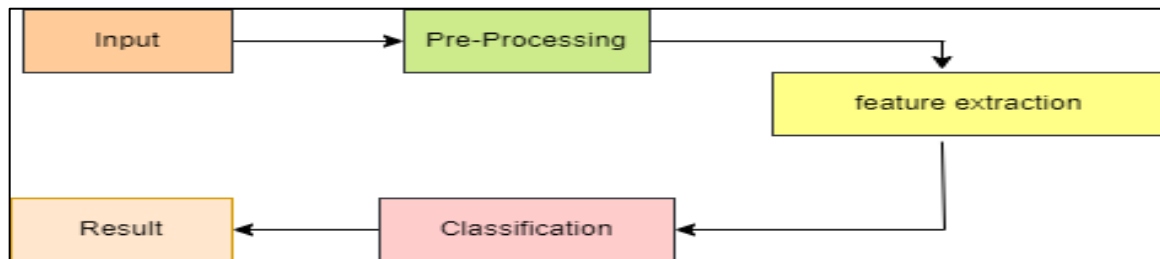 Input
Pre-Processing
feature extraction
Classification
Result